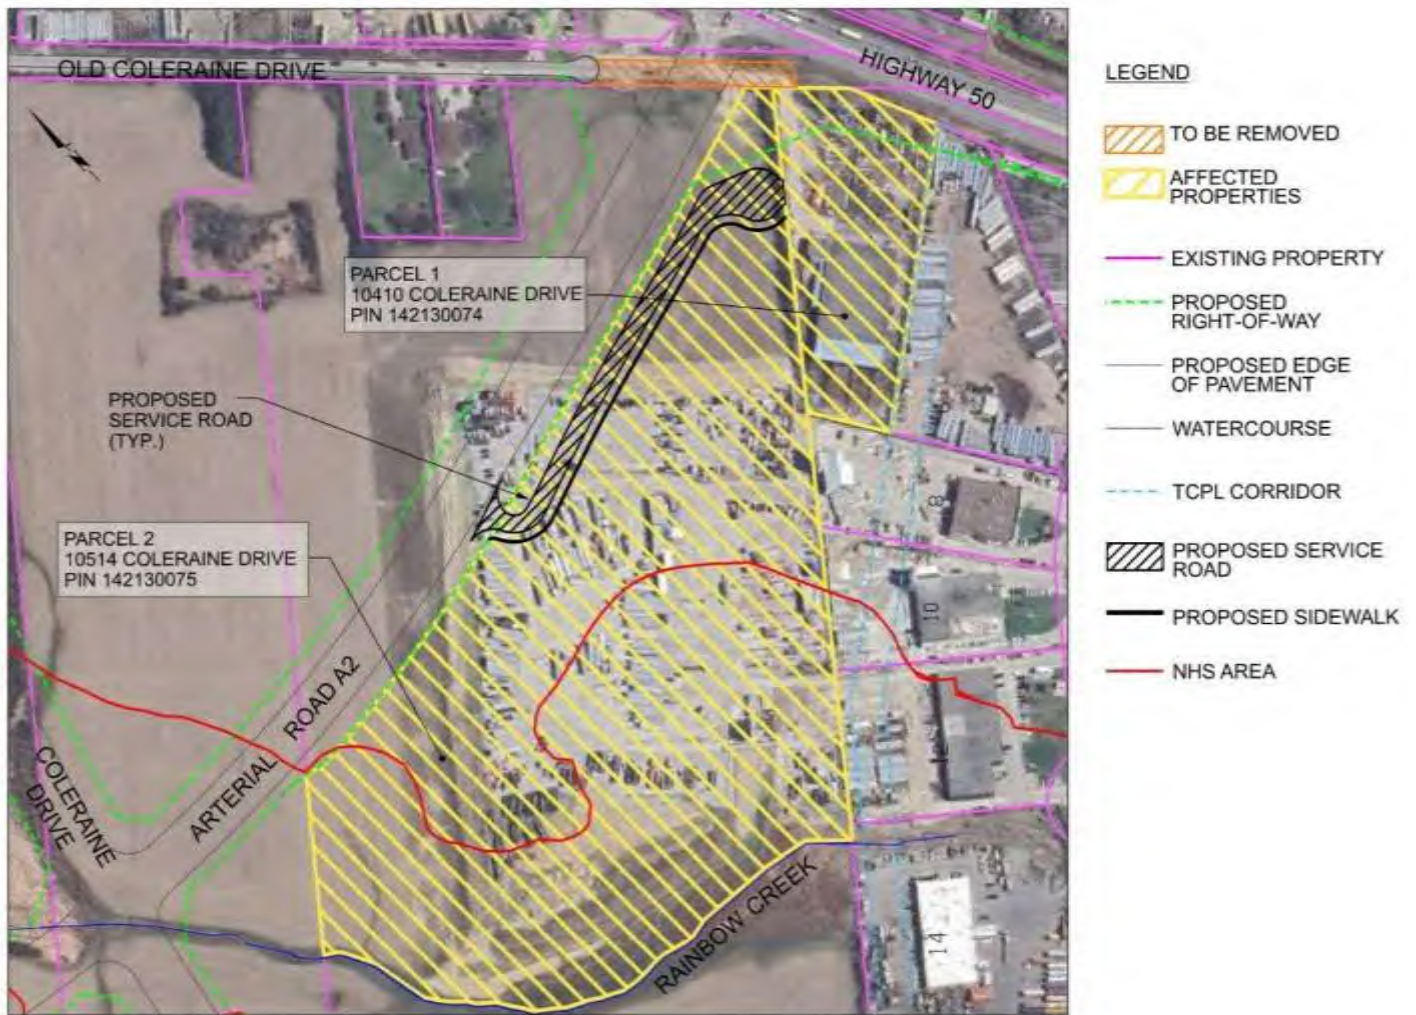 OLD COLERAINE DRIVE
HIGHWAY 50
PARCEL 1
10410 COLERAINE DRIVE
PIN 142130074
PROPOSED
SERVICE ROAD
(TYP.)
PARCEL 2
10514 COLERAINE DRIVE
PIN 142130075
ARTERIAL ROAD A2
COLERAINE
DRIVE
RAINBOW CREEK
6
8
10
12
14
LEGEND
TO BE REMOVED
AFFECTED
PROPERTIES
EXISTING PROPERTY
PROPOSED
RIGHT-OF-WAY
PROPOSED EDGE
OF PAVEMENT
WATERCOURSE
TCPL CORRIDOR
PROPOSED SERVICE
ROAD
PROPOSED SIDEWALK
NHS AREA